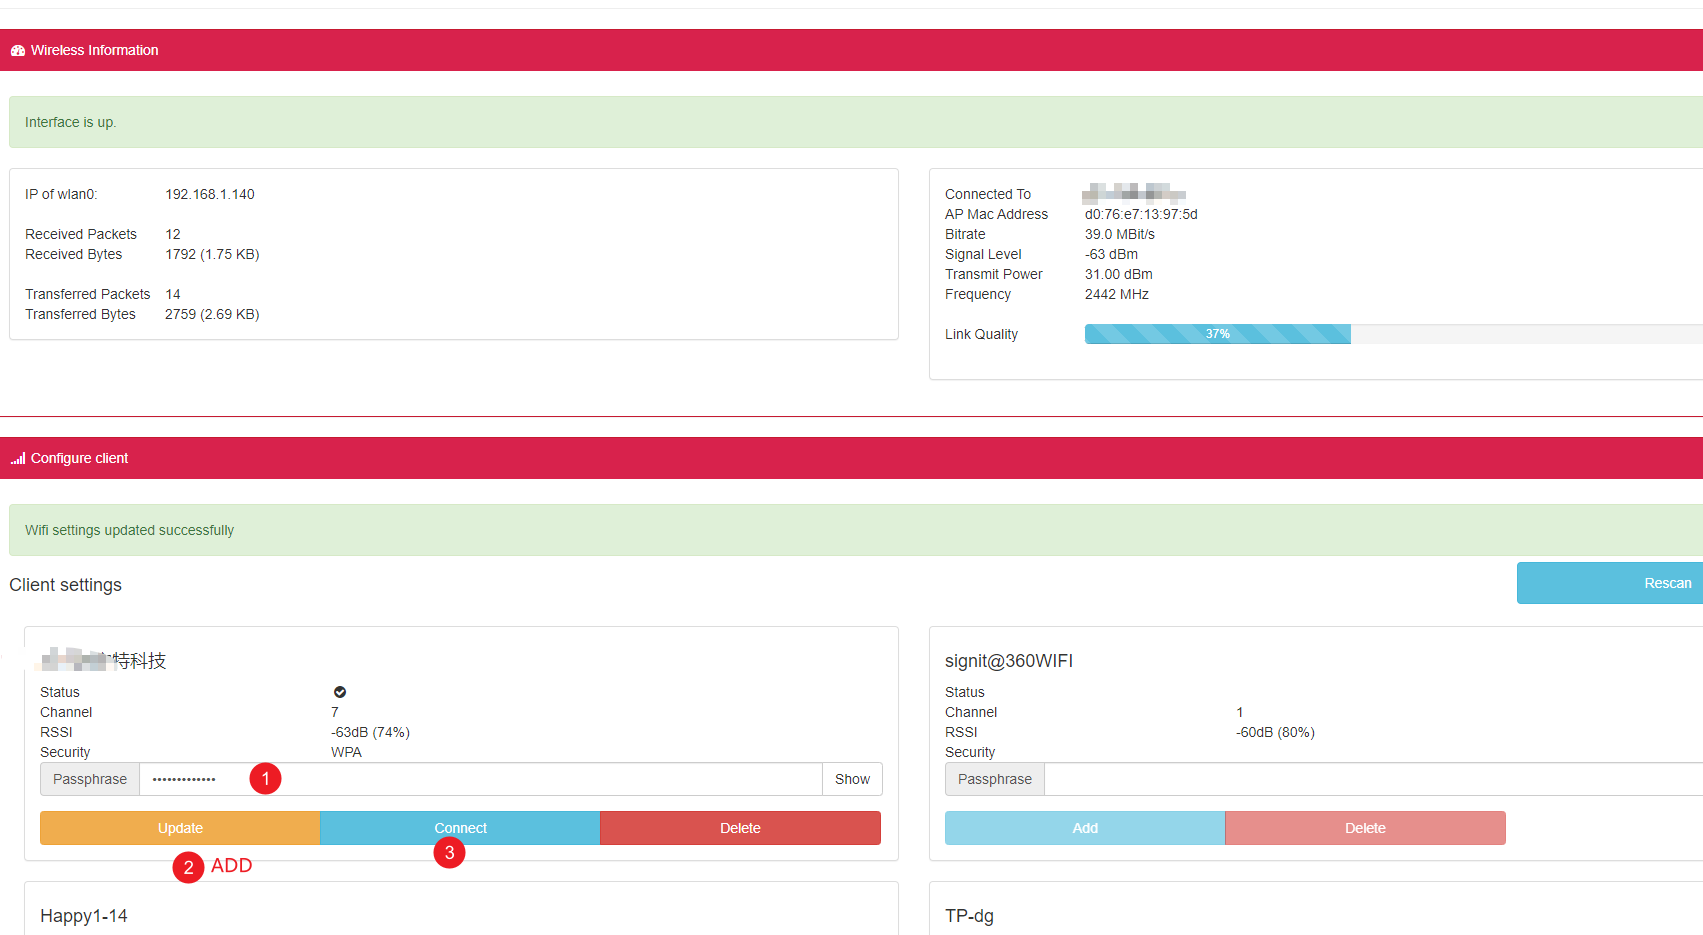 Wireless Information
Interface is up.
IP of wlan0: 192.168.1.140
Received Packets 12
Received Bytes 1792 (1.75 KB)
Transferred Packets 14
Transferred Bytes 2759 (2.69 KB)
Connected To
AP Mac Address d0:76:e7:13:97:5d
Bitrate 39.0 MBit/s
Signal Level -63 dBm
Transmit Power 31.00 dBm
Frequency 2442 MHz
Link Quality 37%
Configure client
Wifi settings updated successfully
Client settings
Rescan
特科技
Status
Channel 7
RSSI -63dB (74%)
Security WPA
Passphrase ••••••••••••• 1 Show
Update Connect Delete
2 ADD 3
signit@360WIFI
Status
Channel 1
RSSI -60dB (80%)
Security
Passphrase
Add Delete
Happy1-14
TP-dg